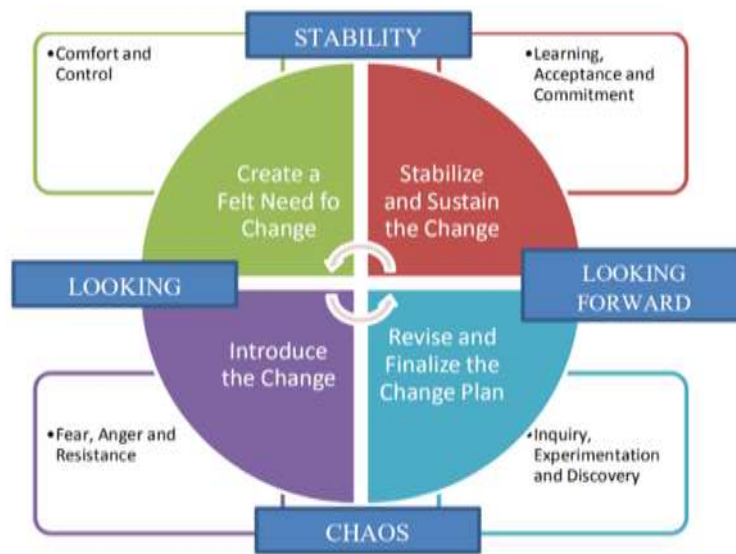 STABILITY
•Comfort and
Control
•Learning,
Acceptance and
Commitment
Create a
Felt Need fo
Change
Stabilize
and Sustain
the Change
LOOKING
LOOKING
FORWARD
Introduce
the Change
Revise and
Finalize the
Change Plan
•Fear, Anger and
Resistance
•Inquiry,
Experimentation
and Discovery
CHAOS